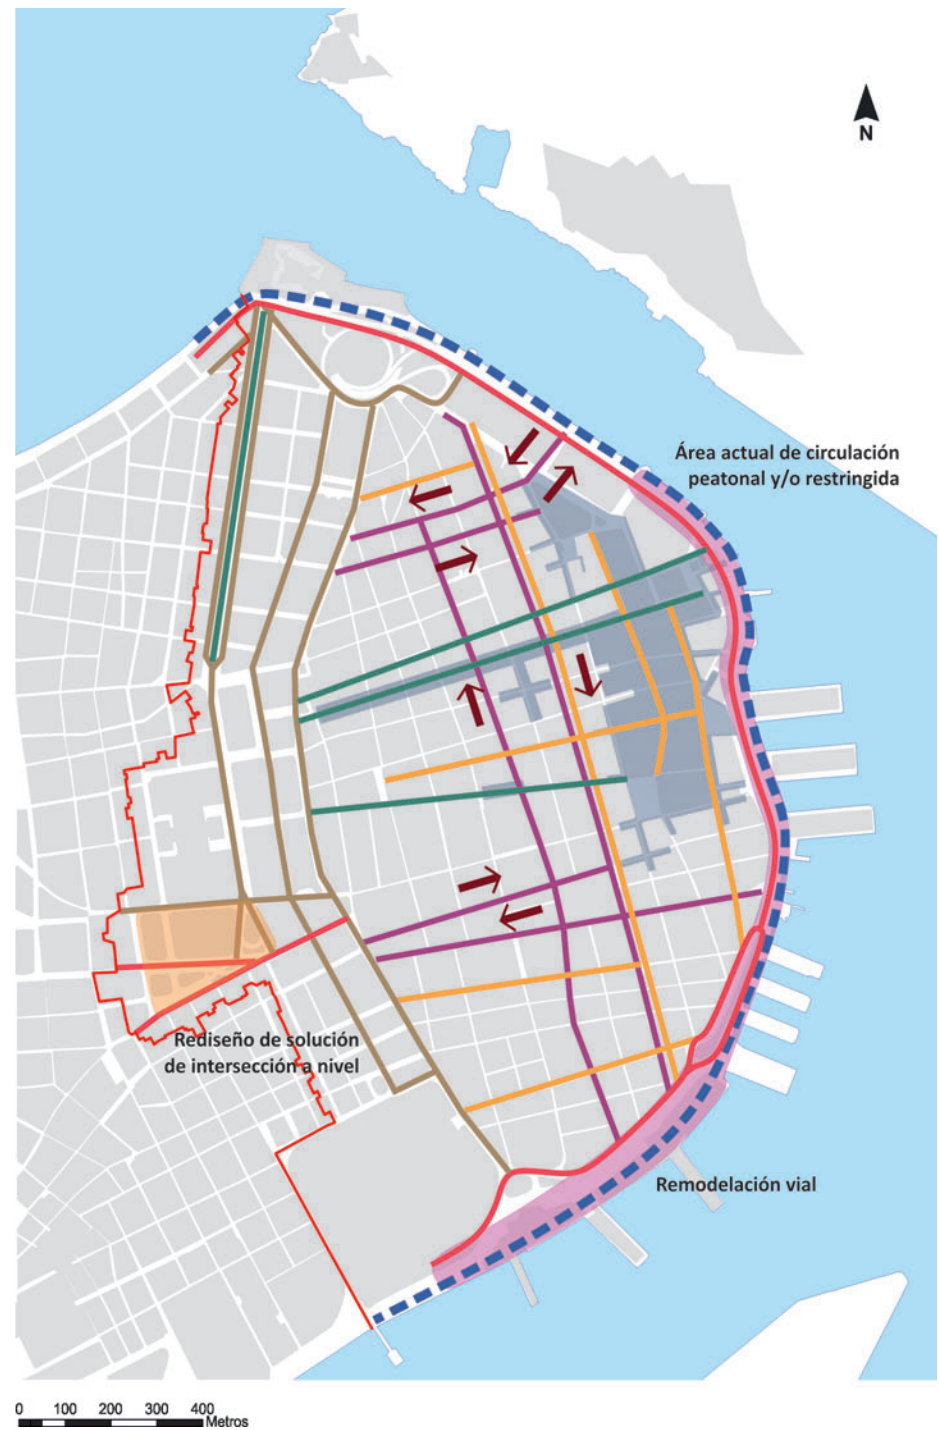 N
Área actual de circulación
peatonal y/o restringida
Rediseño de solución
de intersección a nivel
Remodelación vial
0 100 200 300 400
Metros